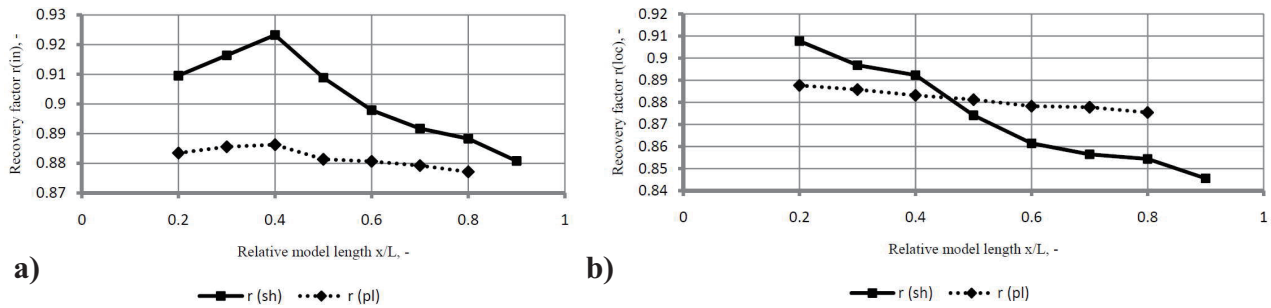 Recovery factor r(in), -
0.93
0.92
0.91
0.9
0.89
0.88
0.87
0 0.2 0.4 0.6 0.8 1
Relative model length x/L, -
a)
r (sh) r (pl)
Recovery factor r(loc), -
0.92
0.91
0.9
0.89
0.88
0.87
0.86
0.85
0.84
0 0.2 0.4 0.6 0.8 1
Relative model length x/L, -
b)
r (sh) r (pl)